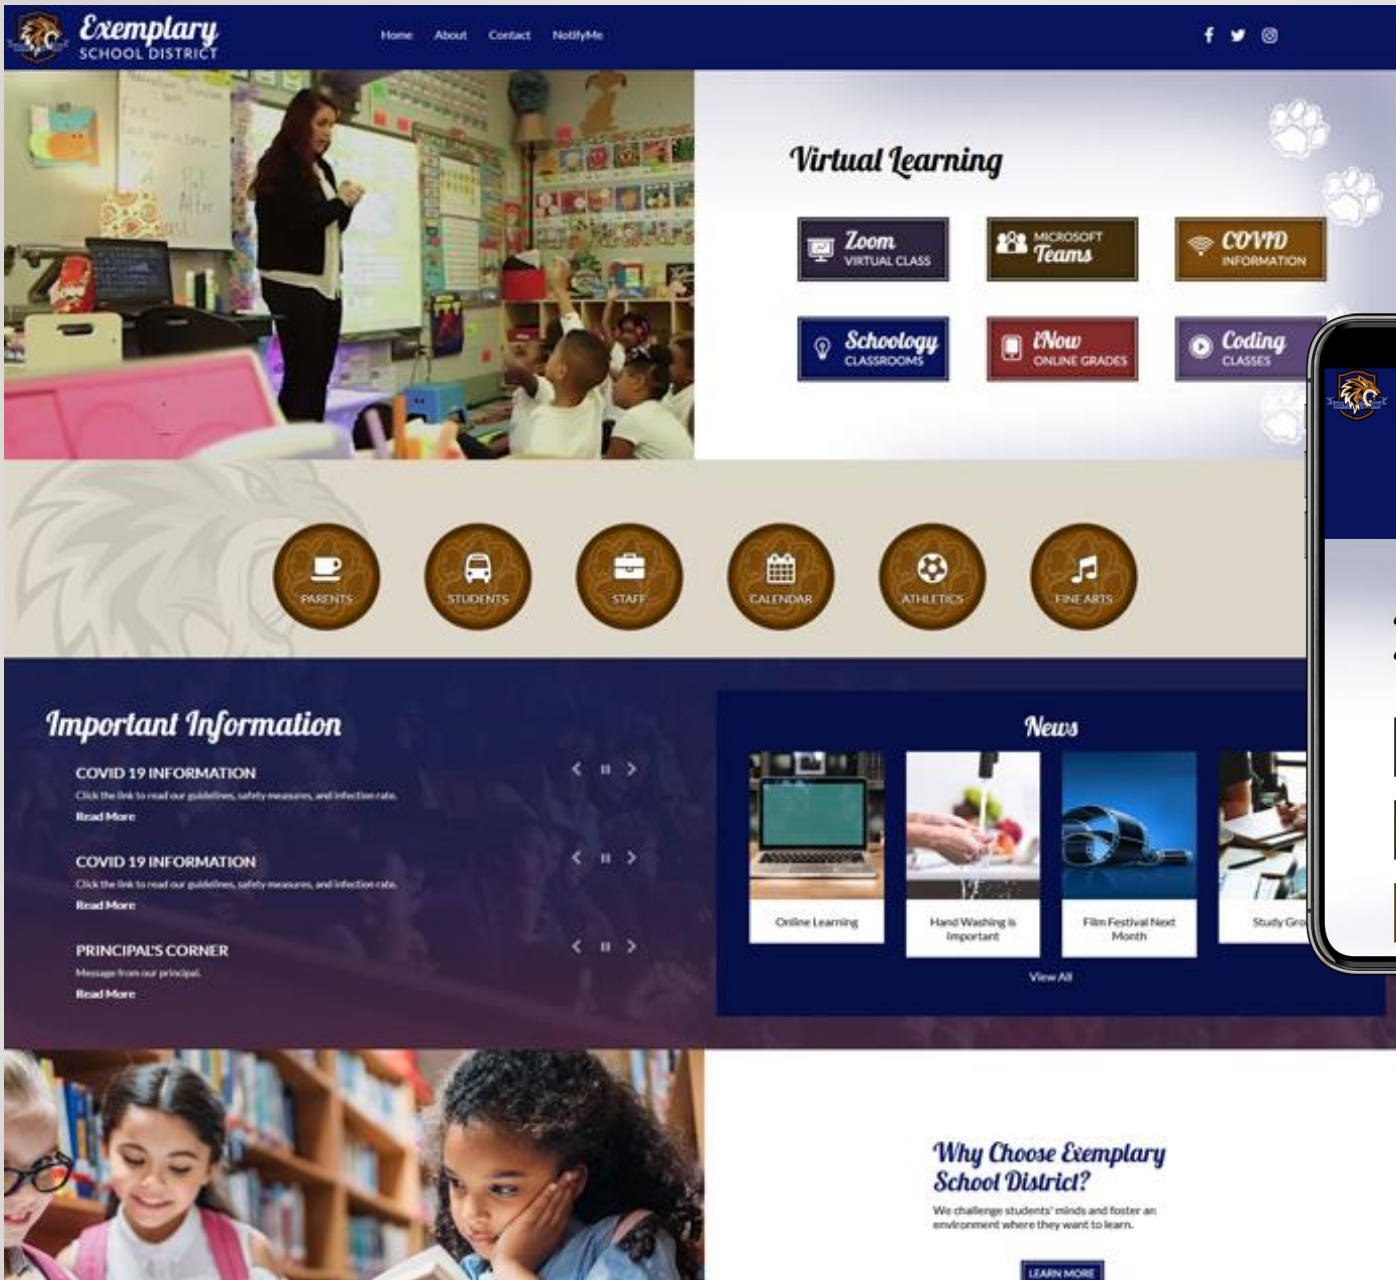 Exemplary
SCHOOL DISTRICT
Home About Contact NotifyMe
Virtual Learning
Zoom
VIRTUAL CLASS
MICROSOFT
Teams
COVID
INFORMATION
Schoology
CLASSROOMS
iNow
ONLINE GRADES
Coding
CLASSES
PARENTS
STUDENTS
STAFF
CALENDAR
ATHLETICS
FINE ARTS
Important Information
COVID 19 INFORMATION
Click the link to read our guidelines, safety measures, and infection rate.
Read More
COVID 19 INFORMATION
Click the link to read our guidelines, safety measures, and infection rate.
Read More
PRINCIPAL'S CORNER
Message from our principal.
Read More
News
Online Learning
Hand Washing is
Important
Film Festival Next
Month
Study Gro
View All
Why Choose Exemplary
School District?
We challenge students' minds and foster an
environment where they want to learn.
LEARN MORE